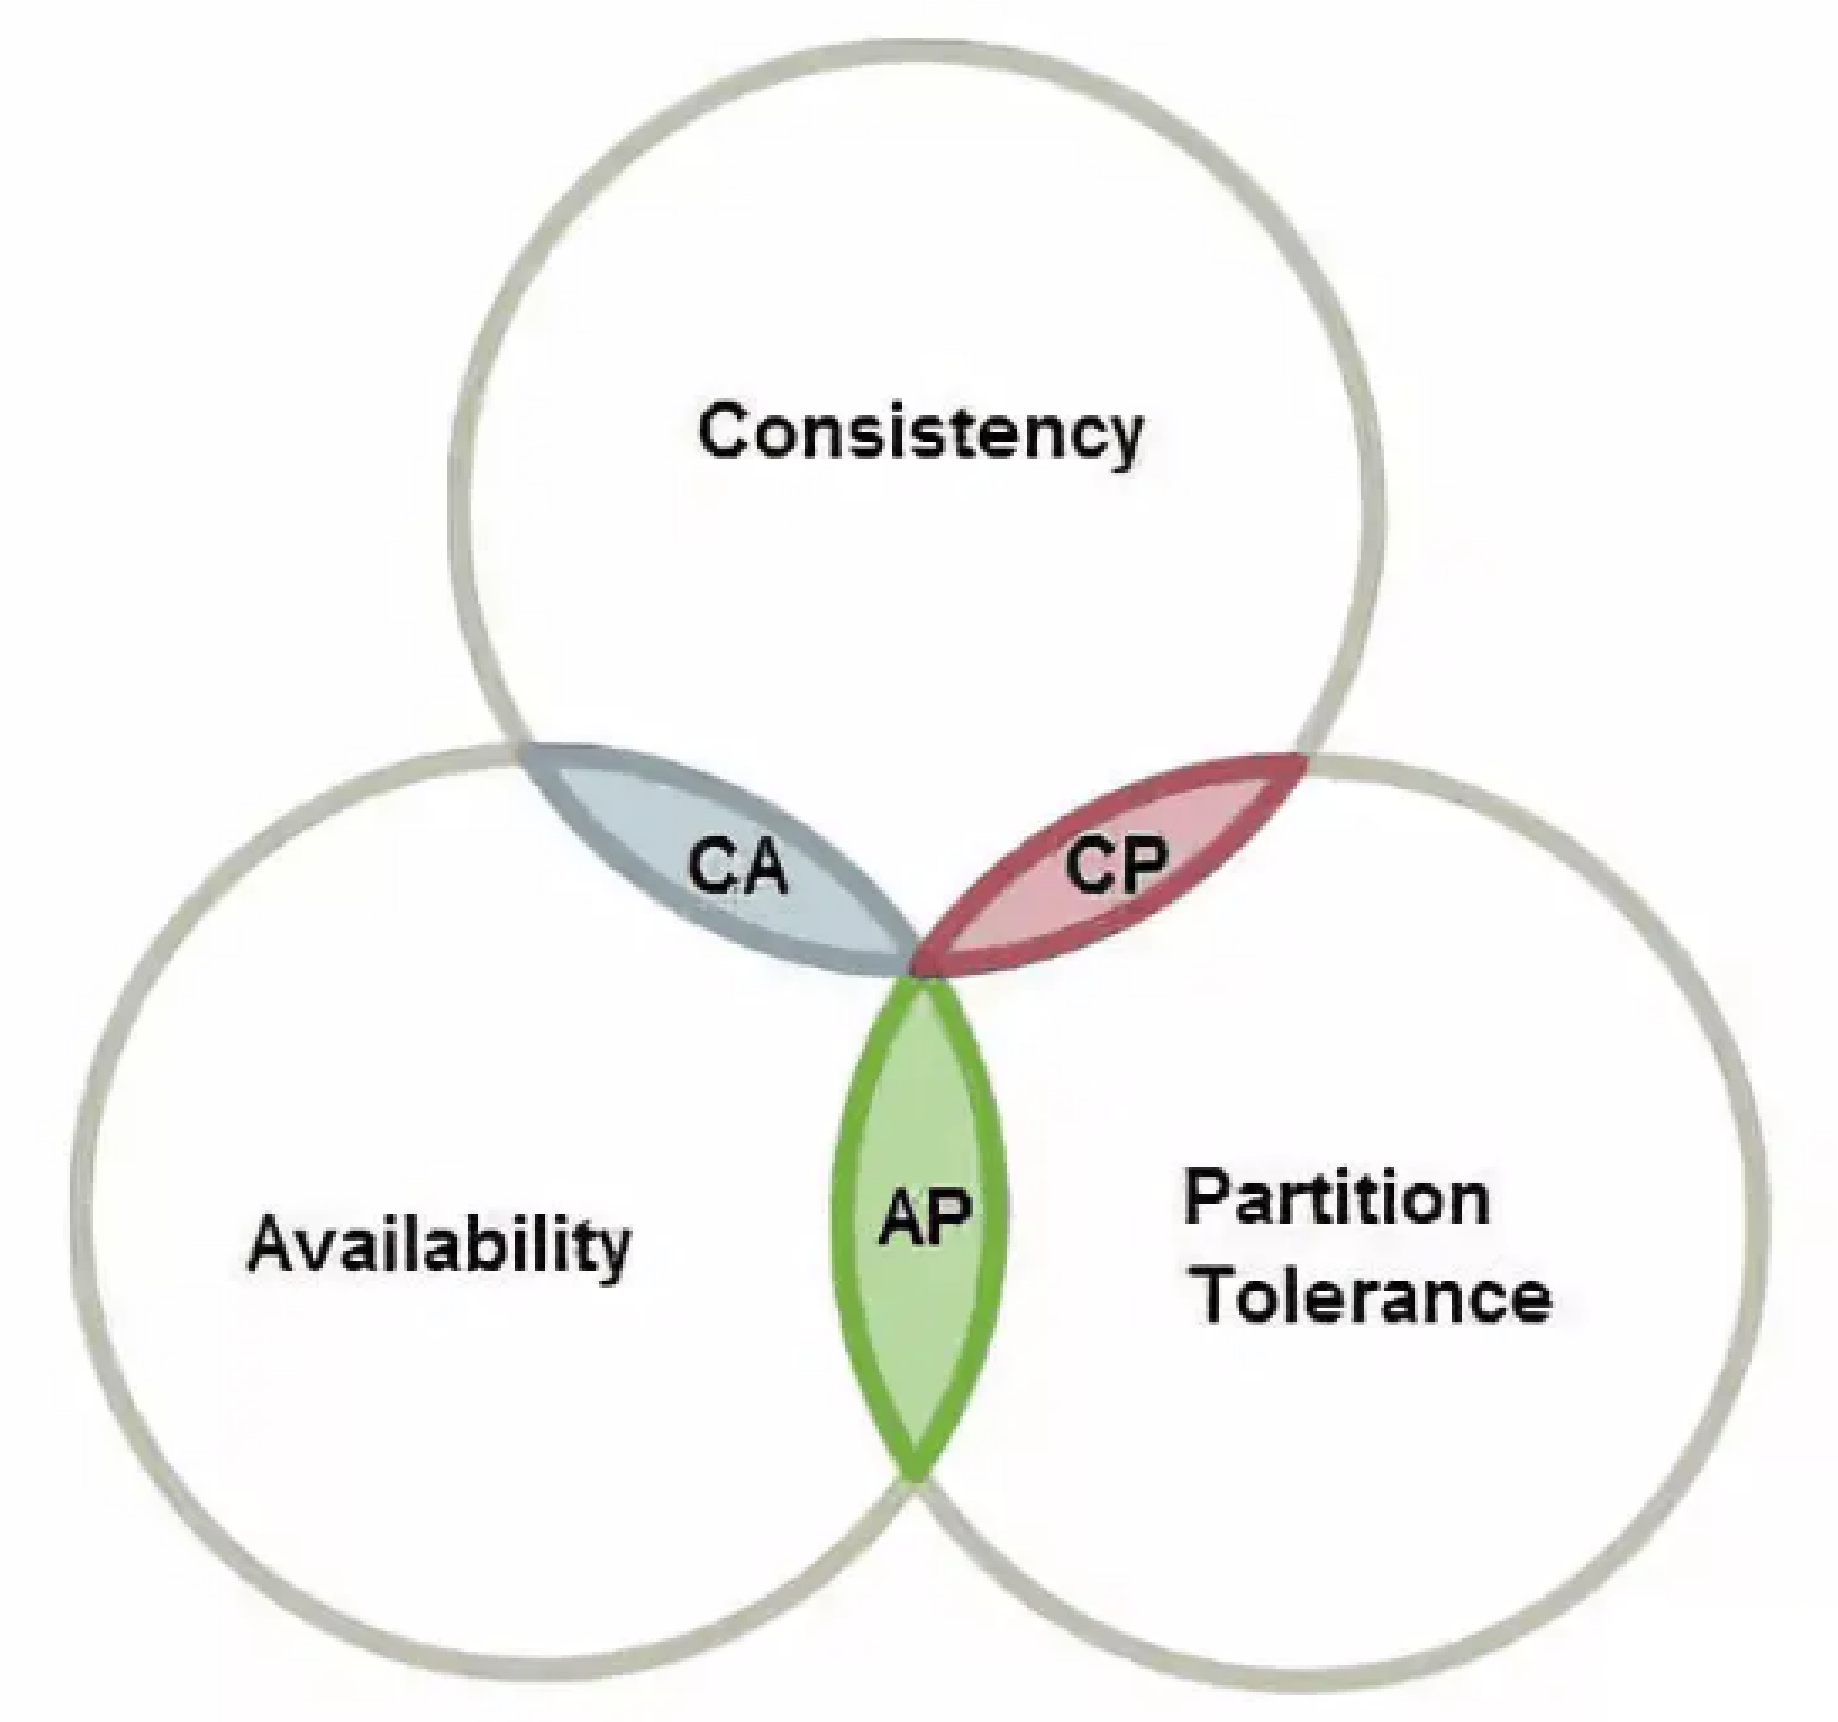 Consistency
CA
CP
AP
Availability
Partition
Tolerance